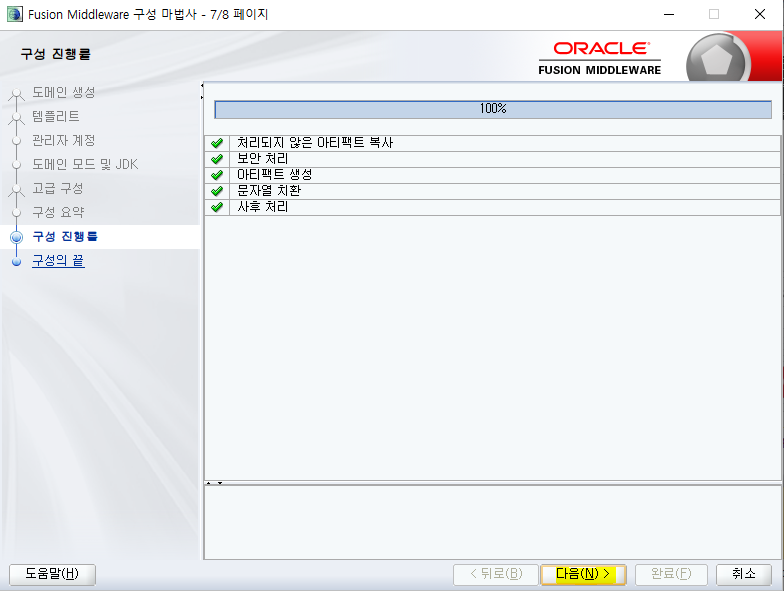 Fusion Middleware 구성 마법사 - 7/8 페이지
구성 진행률
ORACLE®
FUSION MIDDLEWARE
도메인 생성
템플리트
관리자 계정
도메인 모드 및 JDK
고급 구성
구성 요약
구성 진행률
구성의 끝
100%
처리되지 않은 아티팩트 복사
보안 처리
아티팩트 생성
문자열 치환
사후 처리
도움말(H)
< 뒤로(B)
다음(N) >
완료(F)
취소